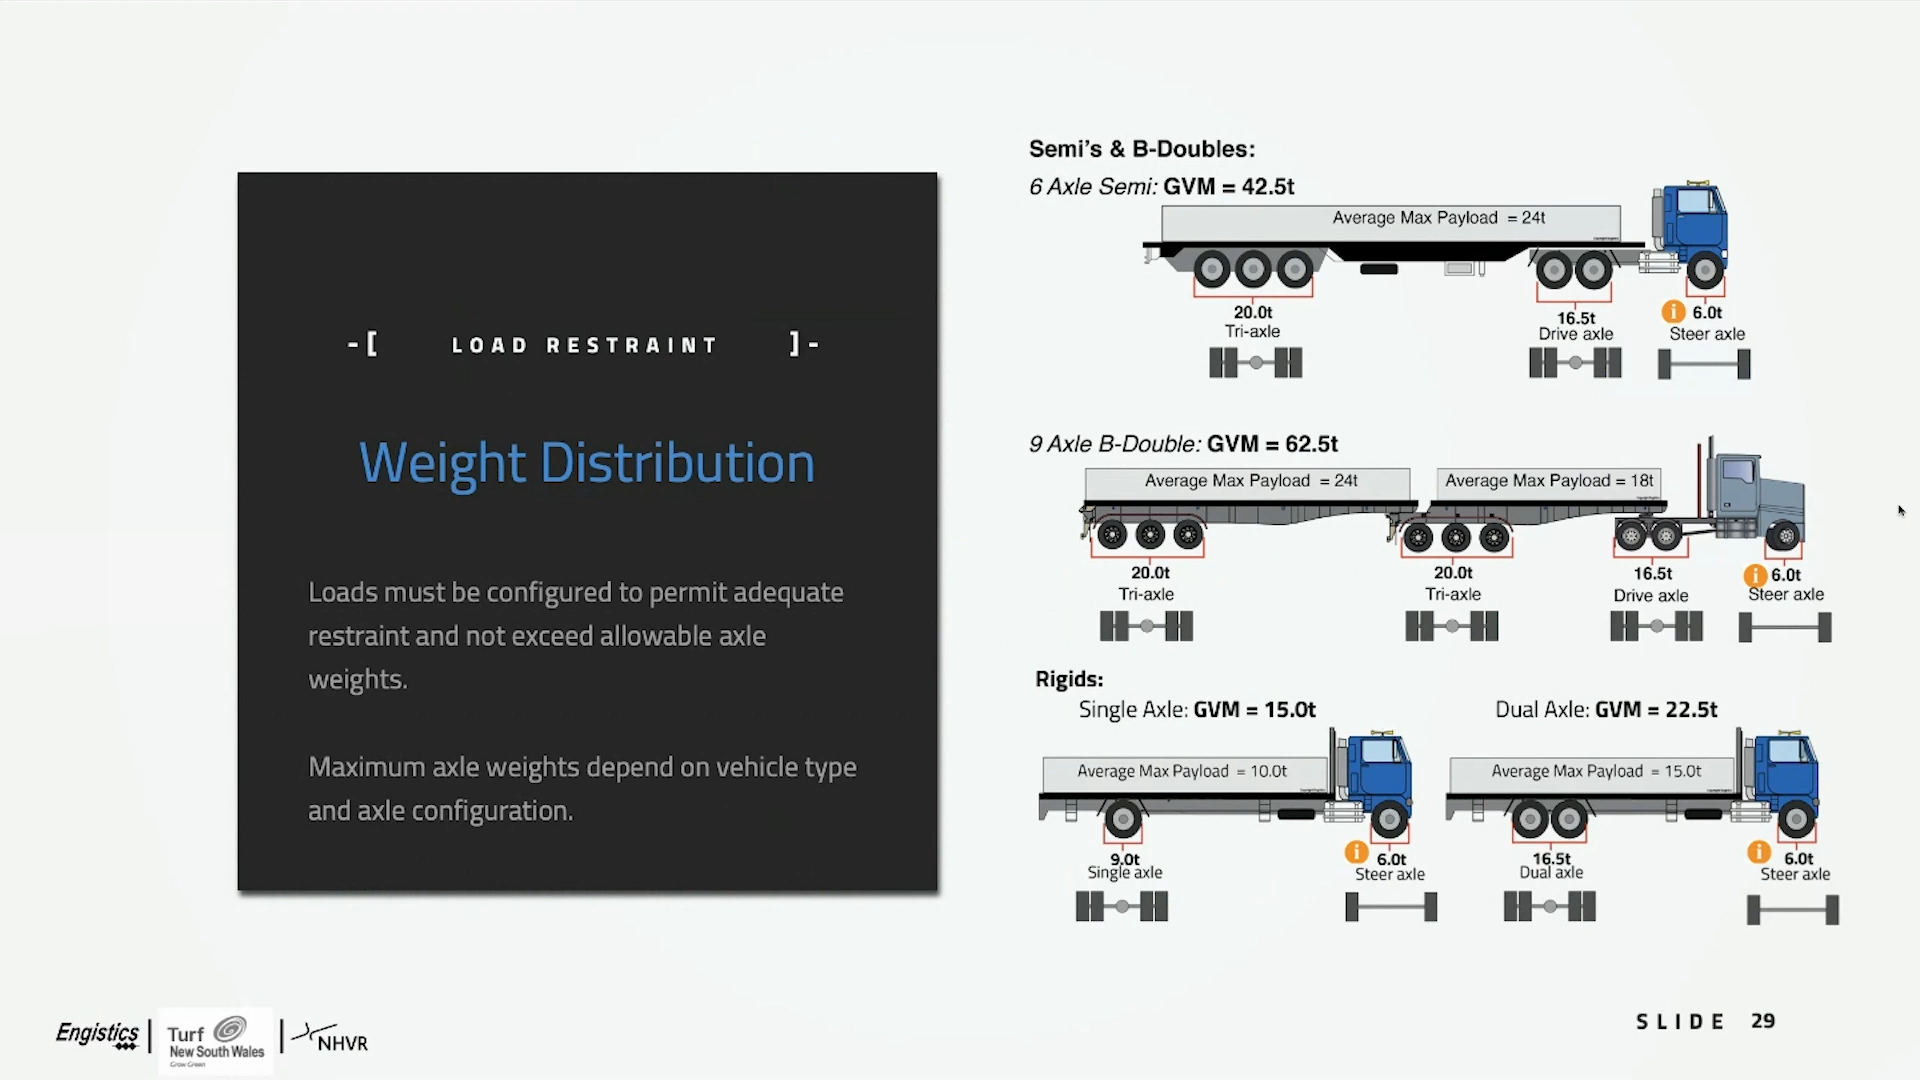 -[ LOAD RESTRAINT ]-
Weight Distribution
Loads must be configured to permit adequate
restraint and not exceed allowable axle
weights.
Maximum axle weights depend on vehicle type
and axle configuration.
Semi's & B-Doubles:
6 Axle Semi: GVM = 42.5t
Average Max Payload = 24t
20.0t
Tri-axle
16.5t
Drive axle
i 6.0t
Steer axle
9 Axle B-Double: GVM = 62.5t
Average Max Payload = 24t
Average Max Payload = 18t
20.0t
Tri-axle
20.0t
Tri-axle
16.5t
Drive axle
i 6.0t
Steer axle
Rigids:
Single Axle: GVM = 15.0t
Average Max Payload = 10.0t
9.0t
Single axle
i 6.0t
Steer axle
Dual Axle: GVM = 22.5t
Average Max Payload = 15.0t
16.5t
Dual axle
i 6.0t
Steer axle
Engistics
Turf
New South Wales
Grow Green
NHVR
SLIDE 29